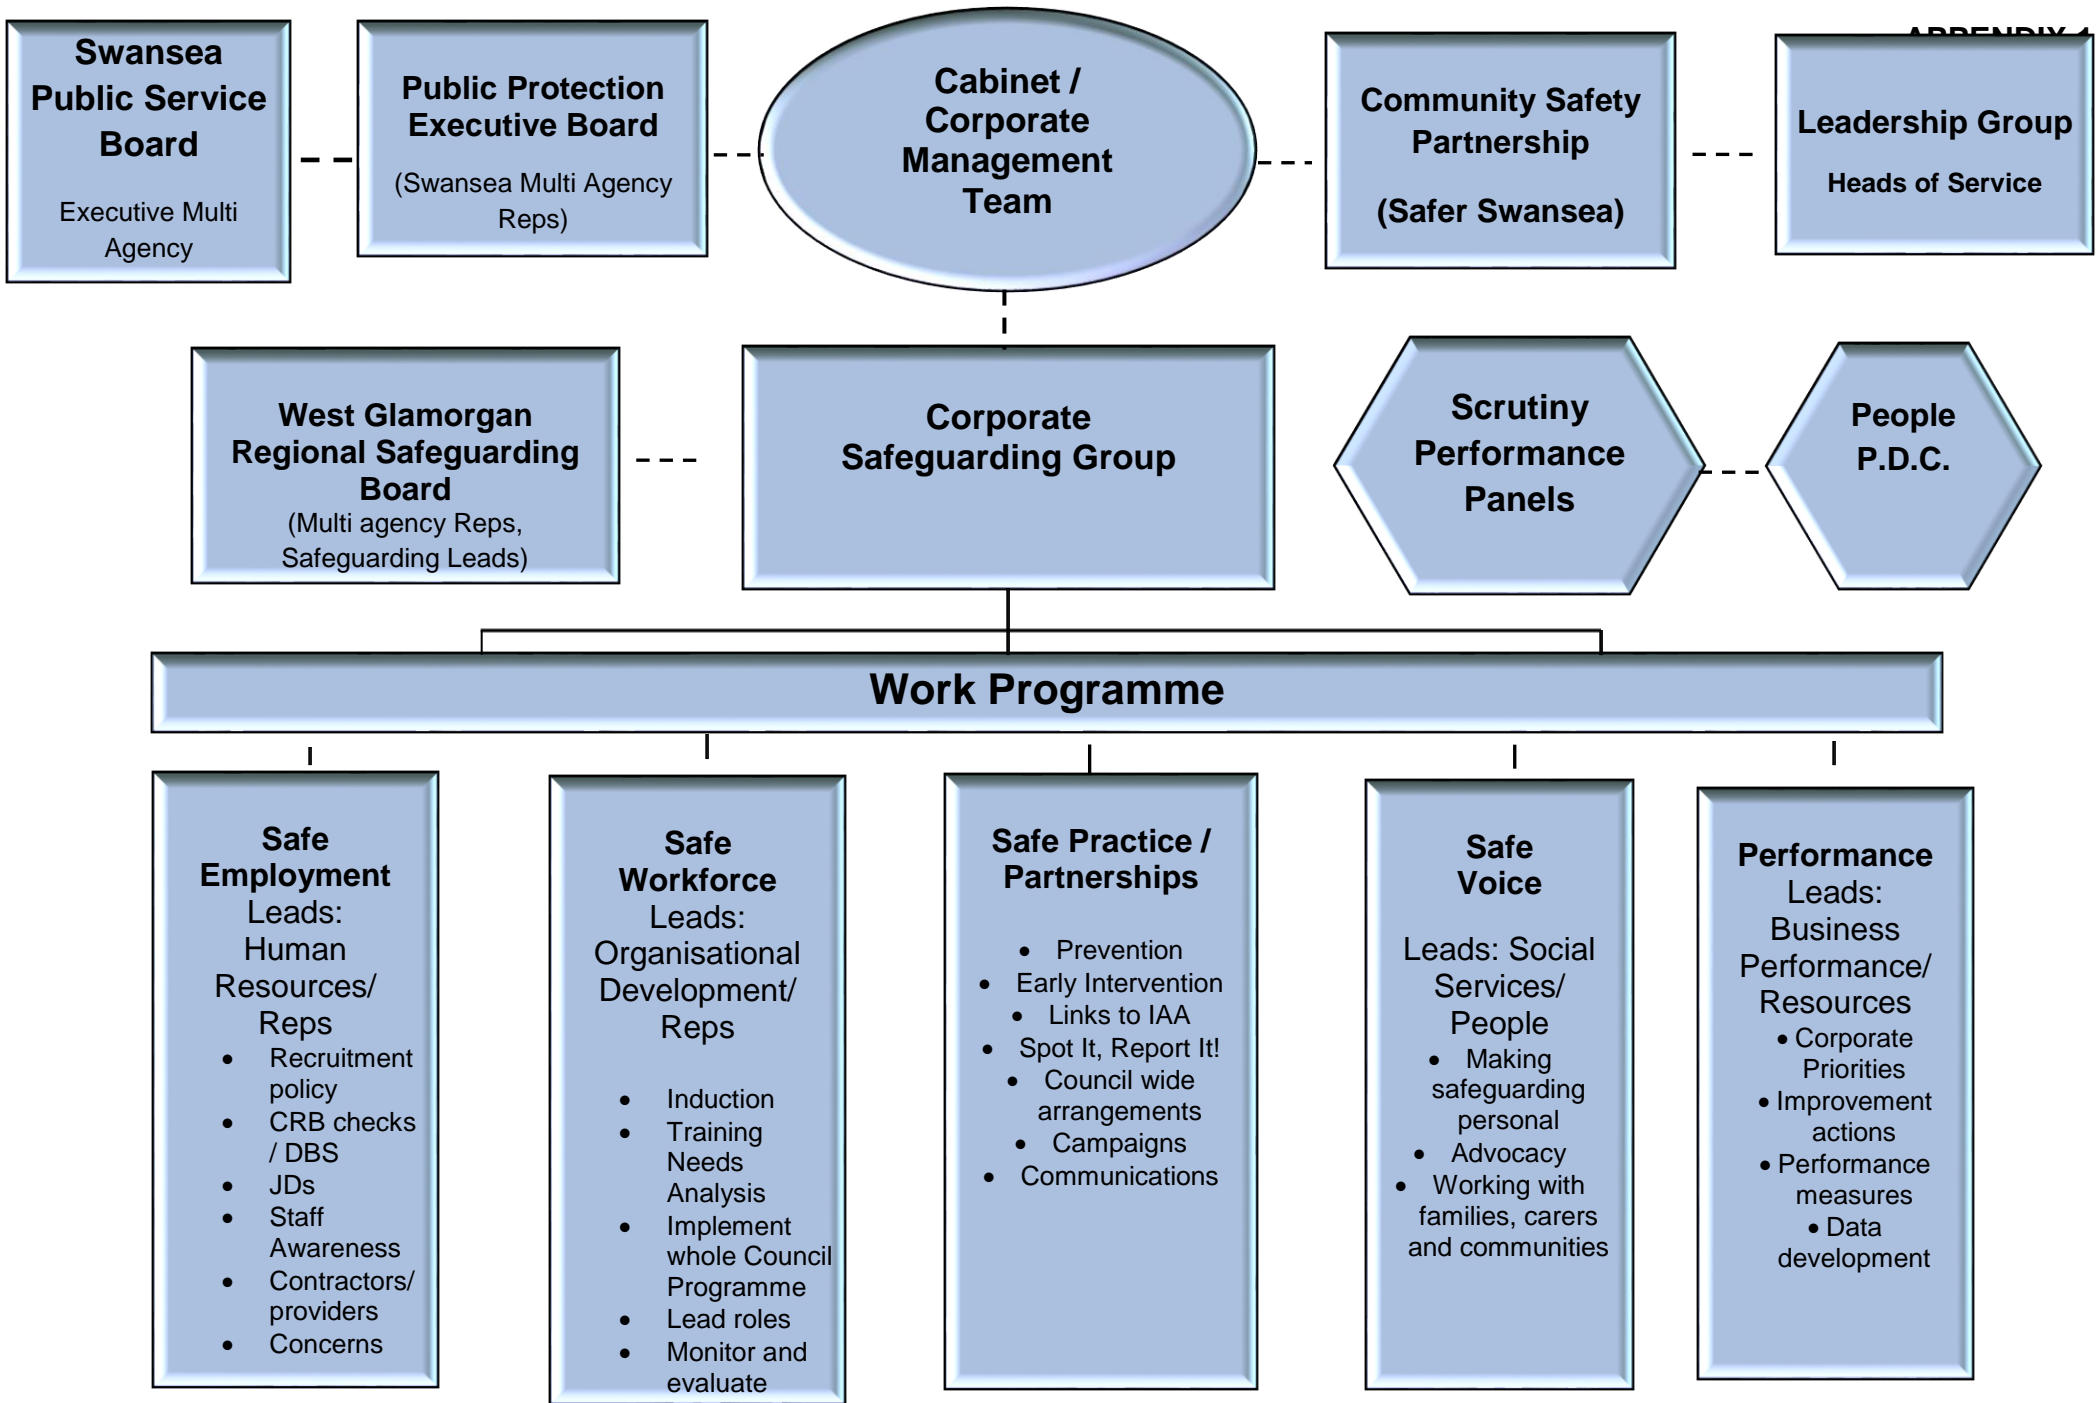 APPENDIX 1
Swansea
Public Service
Board
Executive Multi
Agency
Public Protection
Executive Board
(Swansea Multi Agency
Reps)
Cabinet /
Corporate
Management
Team
Community Safety
Partnership
(Safer Swansea)
Leadership Group
Heads of Service
West Glamorgan
Regional Safeguarding
Board
(Multi agency Reps,
Safeguarding Leads)
Corporate
Safeguarding Group
Scrutiny
Performance
Panels
People
P.D.C.
Work Programme
Safe
Employment
Leads:
Human
Resources/
Reps
• Recruitment
policy
• CRB checks
/ DBS
• JDs
• Staff
Awareness
• Contractors/
providers
• Concerns
Safe
Workforce
Leads:
Organisational
Development/
Reps
• Induction
• Training
Needs
Analysis
• Implement
whole Council
Programme
• Lead roles
• Monitor and
evaluate
Safe Practice /
Partnerships
• Prevention
• Early Intervention
• Links to IAA
• Spot It, Report It!
• Council wide
arrangements
• Campaigns
• Communications
Safe
Voice
Leads: Social
Services/
People
• Making
safeguarding
personal
• Advocacy
• Working with
families, carers
and communities
Performance
Leads:
Business
Performance/
Resources
• Corporate
Priorities
• Improvement
actions
• Performance
measures
• Data
development